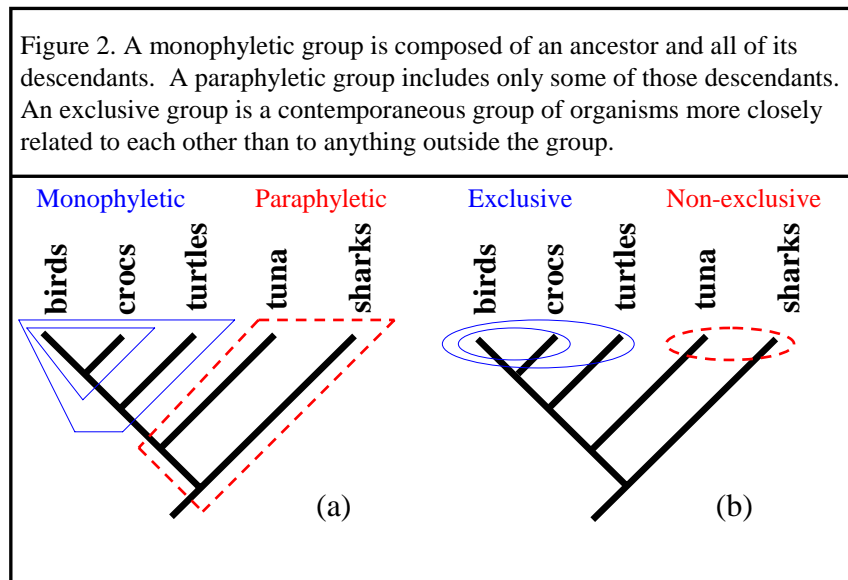 Figure 2. A monophyletic group is composed of an ancestor and all of its
descendants. A paraphyletic group includes only some of those descendants.
An exclusive group is a contemporaneous group of organisms more closely
related to each other than to anything outside the group.
Monophyletic Paraphyletic Exclusive Non-exclusive
birds crocs turtles tuna sharks birds crocs turtles tuna sharks
(a) (b)